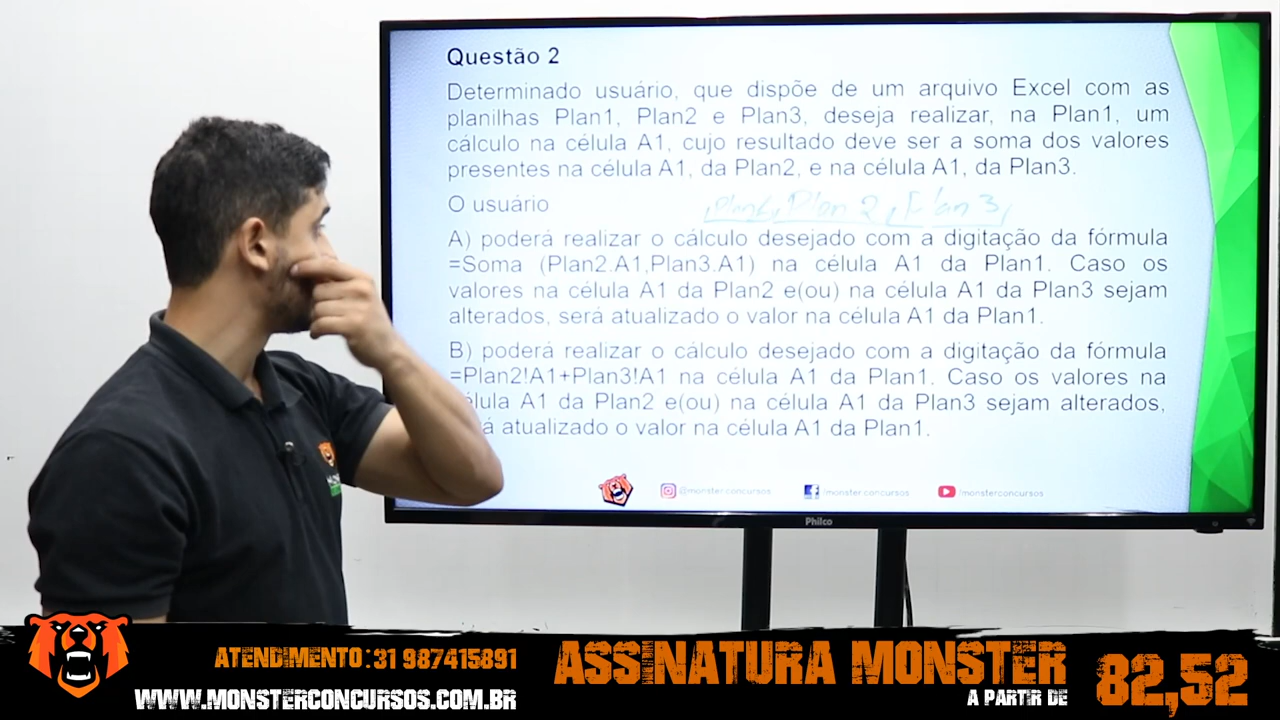 Questão 2
Determinado usuário, que dispõe de um arquivo Excel com as
planilhas Plan1, Plan2 e Plan3, deseja realizar, na Plan1, um
cálculo na célula A1, cujo resultado deve ser a soma dos valores
presentes na célula A1, da Plan2, e na célula A1, da Plan3.
O usuário
Plan 2, Plan 3,
A) poderá realizar o cálculo desejado com a digitação da fórmula
=Soma (Plan2.A1,Plan3.A1) na célula A1 da Plan1. Caso os
valores na célula A1 da Plan2 e(ou) na célula A1 da Plan3 sejam
alterados, será atualizado o valor na célula A1 da Plan1.
B) poderá realizar o cálculo desejado com a digitação da fórmula
=Plan2!A1+Plan3!A1 na célula A1 da Plan1. Caso os valores na
A1 da Plan2 e(ou) na célula A1 da Plan3 sejam alterados,
atualizado o valor na célula A1 da Plan1.
@monster.concursos /monster.concursos /monsterconcursos
Philco
ATENDIMENTO: 31 987415891
WWW.MONSTERCONCURSOS.COM.BR
ASSINATURA MONSTER
A PARTIR DE
82,52